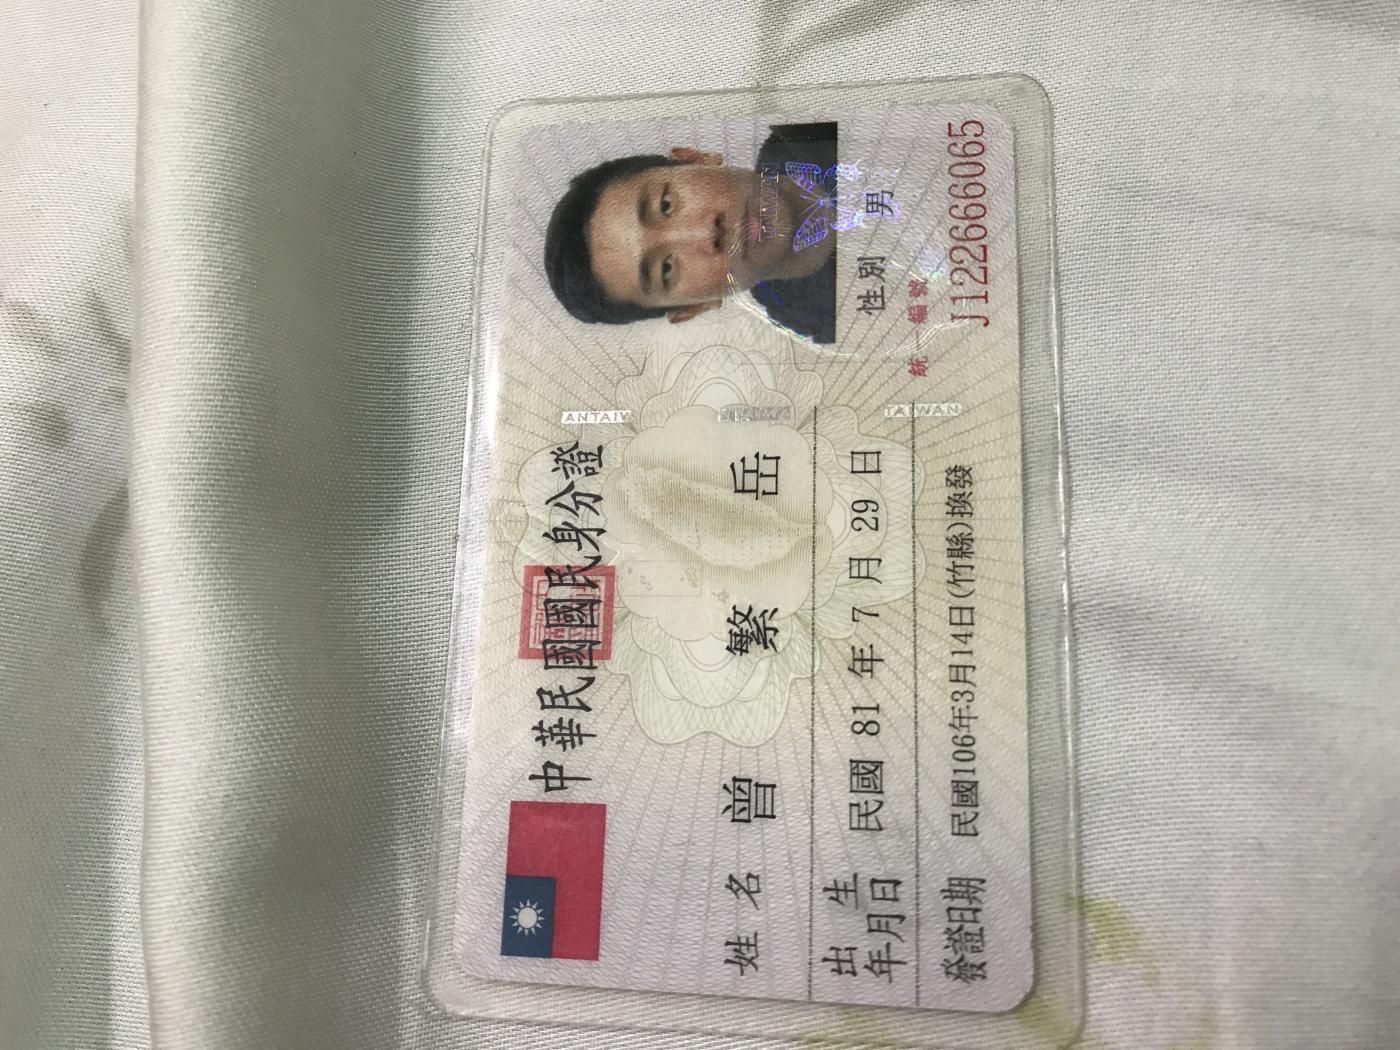 中華民國國民身分證
姓名 曾繁岳
出生年月日 民國 81 年 7 月 29 日
性別 男
發證日期 民國106年3月14日(竹縣)換發
統一編號
J122666065
TAIWAN
TAIWAN